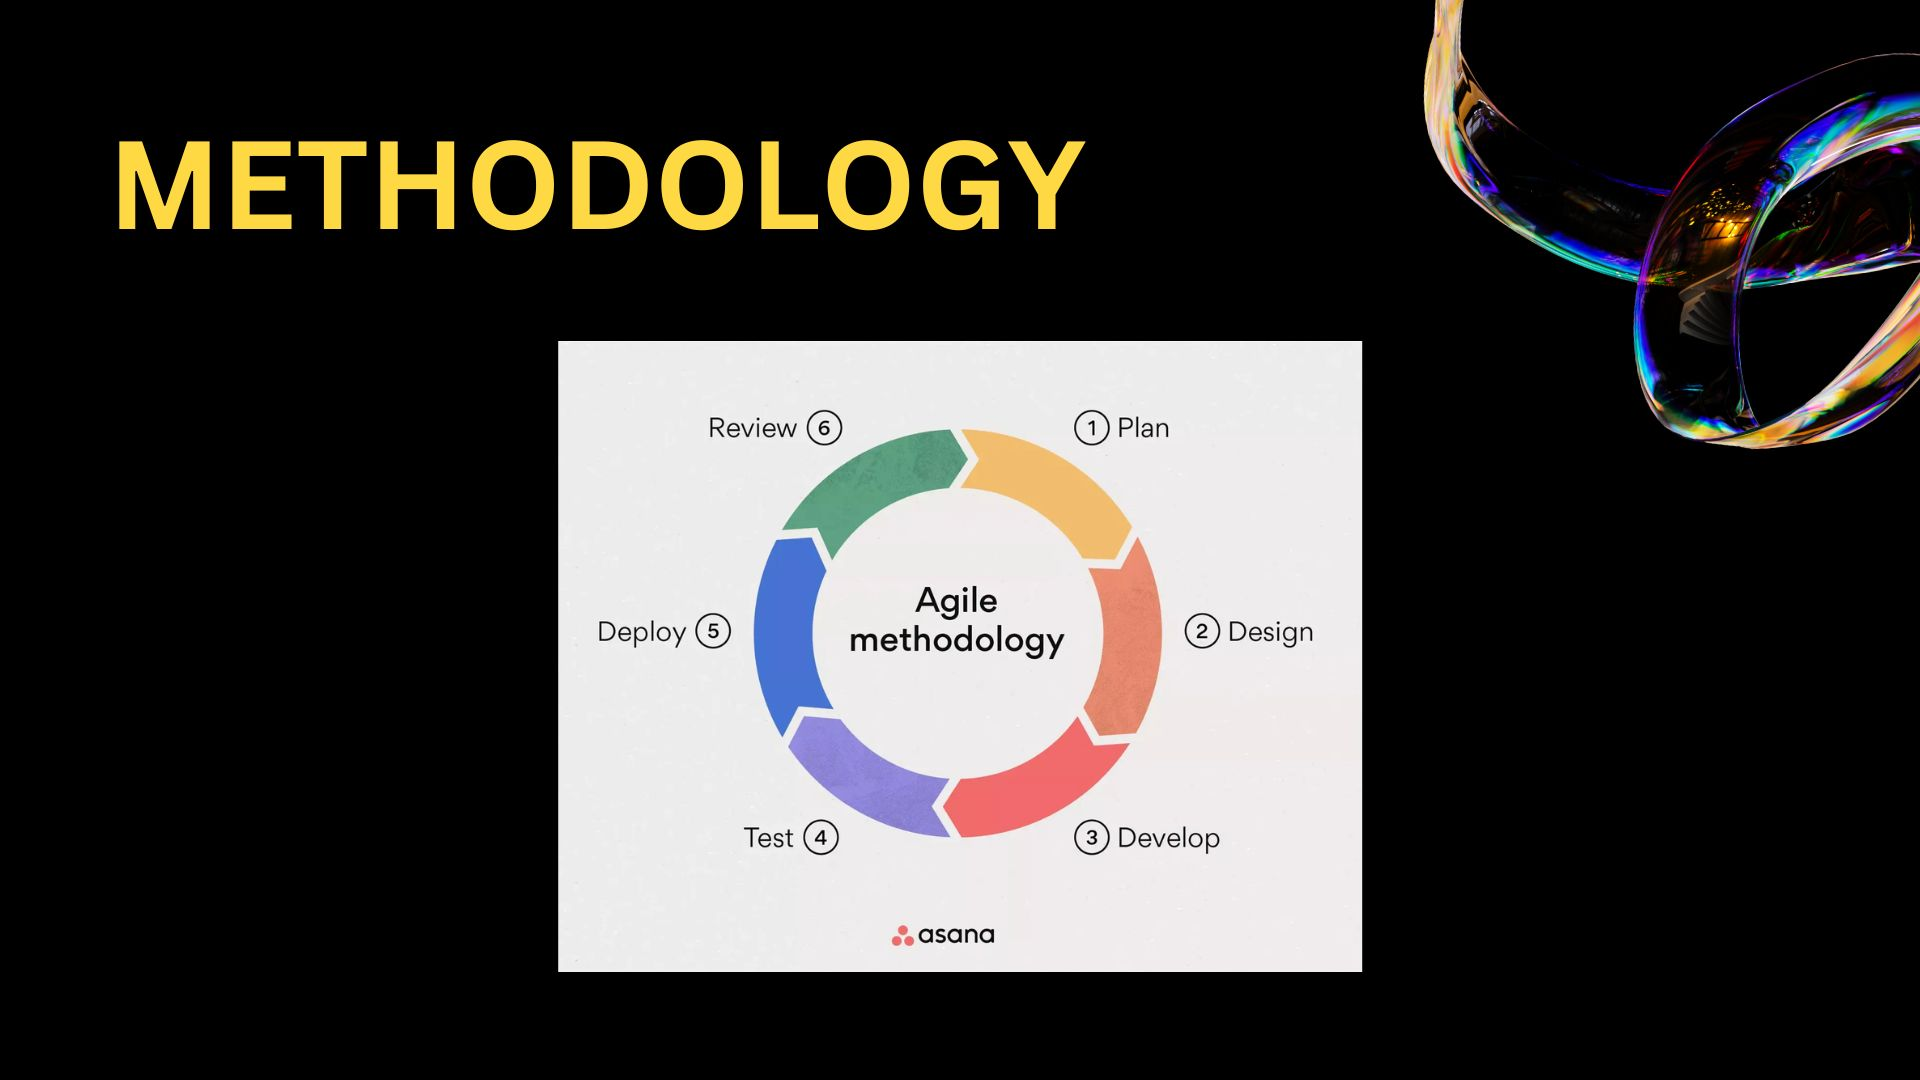 METHODOLOGY
Review 6
1 Plan
Deploy 5
Agile
methodology
2 Design
Test 4
3 Develop
asana